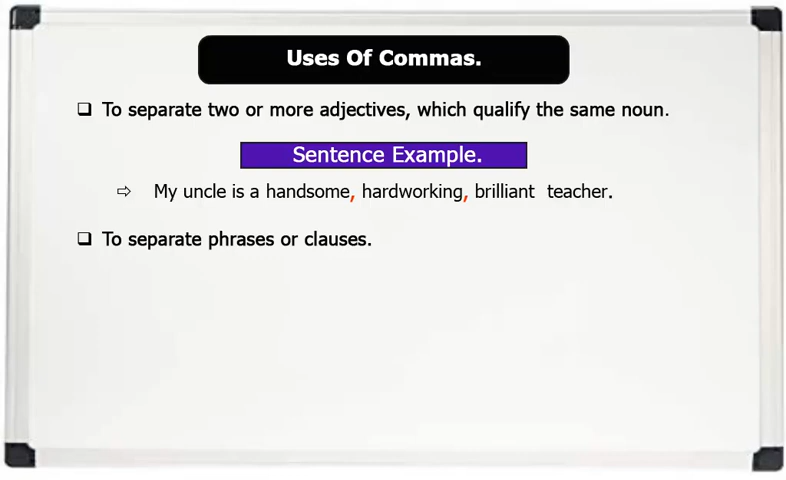 Uses Of Commas.
❑ To separate two or more adjectives, which qualify the same noun.
Sentence Example.
⇨ My uncle is a handsome, hardworking, brilliant teacher.
❑ To separate phrases or clauses.